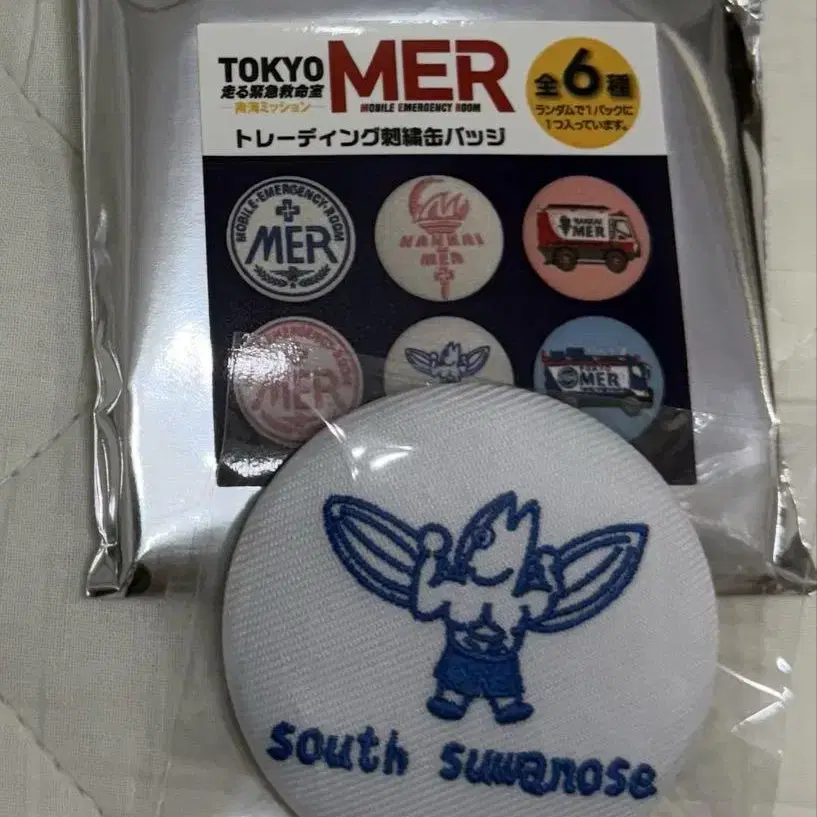 TOKYO MER
走る緊急救命室
南海ミッション
MOBILE EMERGENCY ROOM
全6種
ランダムで1パックに
1つ入っています。
トレーディング刺繍缶バッジ
MOBILE・EMERGENCY・ROOM
MER
NANKAI
MER
NANKAI
MER
EMERGENCY・ROOM
MER
TOKYO
MER
south suwanose